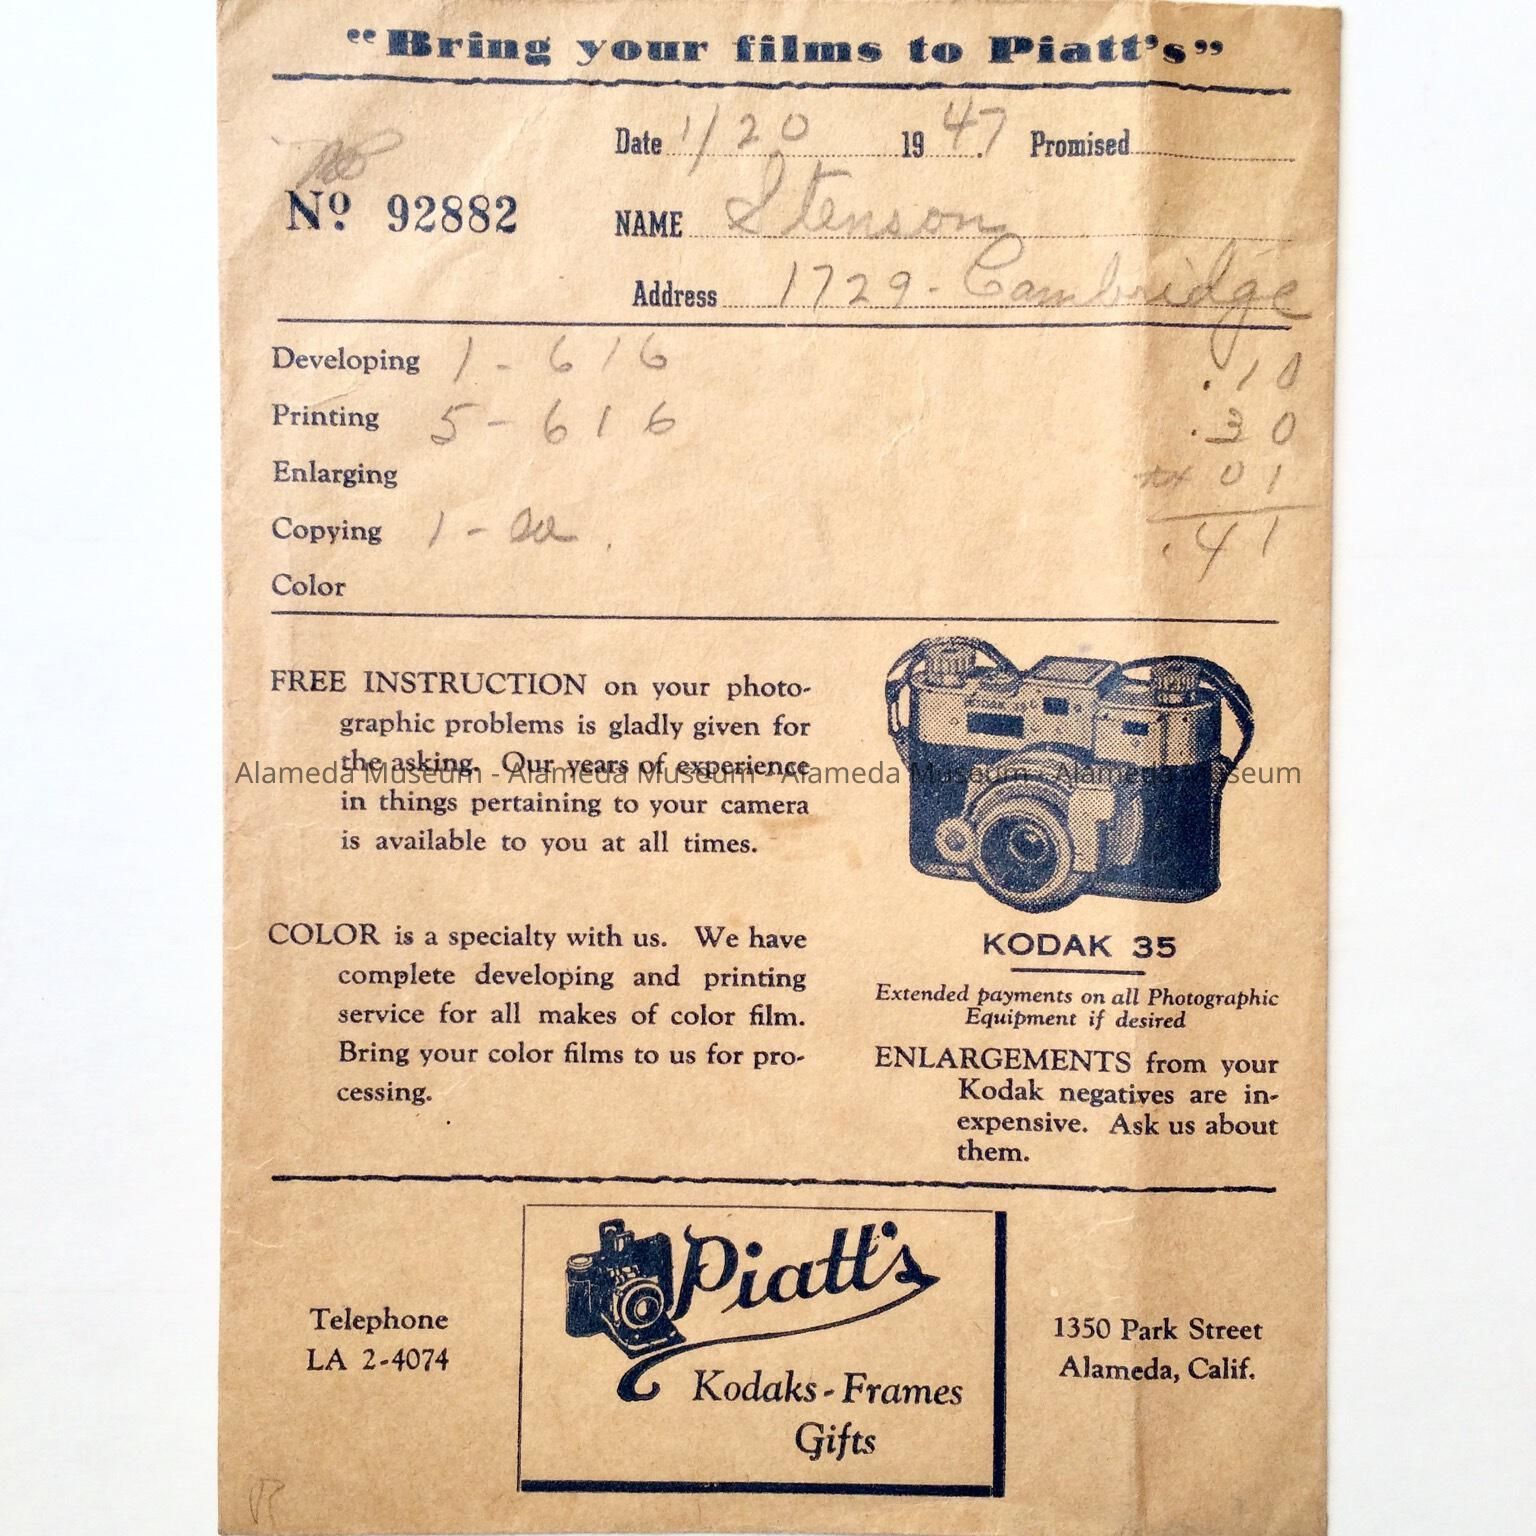 “Bring your films to Piatt's”
Date 1/20 1947 Promised
No. 92882
NAME Stenson
Address 1729 - Cambridge
Developing 1 - 616 .10
Printing 5 - 616 .30
Enlarging tx 01
Copying 1 -
.41
Color
FREE INSTRUCTION on your photo-
graphic problems is gladly given for
the asking. Our years of experience
in things pertaining to your camera
is available to you at all times.
COLOR is a specialty with us. We have
complete developing and printing
service for all makes of color film.
Bring your color films to us for pro-
cessing.
KODAK 35
KODAK 35
Extended payments on all Photographic
Equipment if desired
ENLARGEMENTS from your
Kodak negatives are in-
expensive. Ask us about
them.
Alameda Museum - Alameda Museum - Alameda Museum - Alameda Museum
Telephone
LA 2-4074
Piatt's
Kodaks - Frames
Gifts
1350 Park Street
Alameda, Calif.